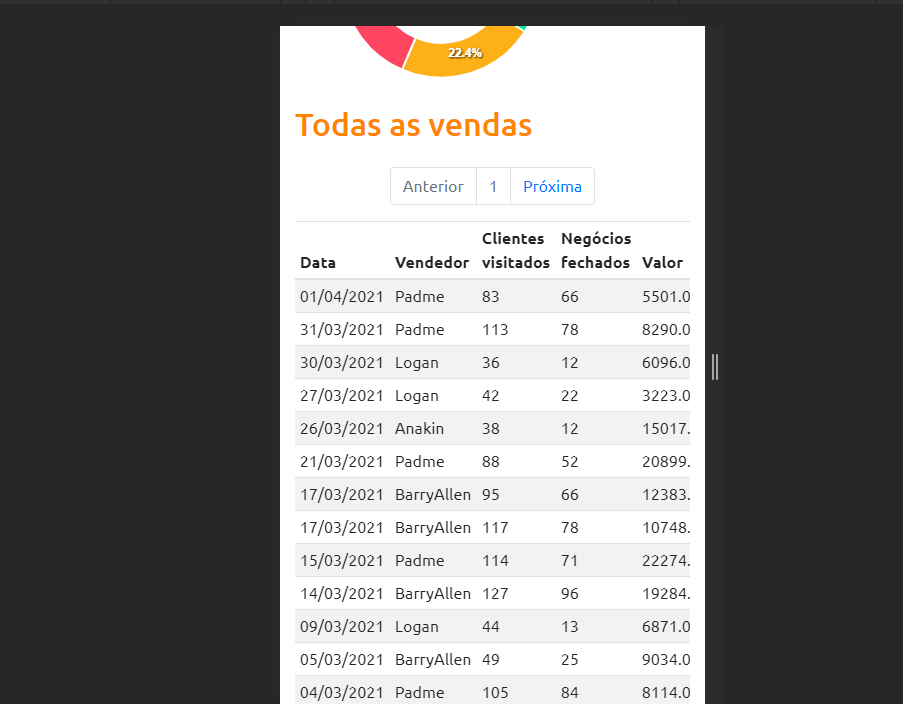 22.4%
Todas as vendas
Anterior 1 Próxima
Clientes Negócios
Data Vendedor visitados fechados Valor
01/04/2021 Padme 83 66 5501.0
31/03/2021 Padme 113 78 8290.0
30/03/2021 Logan 36 12 6096.0
27/03/2021 Logan 42 22 3223.0
26/03/2021 Anakin 38 12 15017.
21/03/2021 Padme 88 52 20899.
17/03/2021 BarryAllen 95 66 12383.
17/03/2021 BarryAllen 117 78 10748.
15/03/2021 Padme 114 71 22274.
14/03/2021 BarryAllen 127 96 19284.
09/03/2021 Logan 44 13 6871.0
05/03/2021 BarryAllen 49 25 9034.0
04/03/2021 Padme 105 84 8114.0